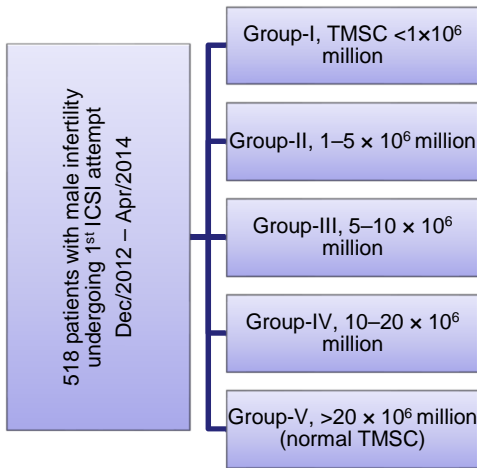 518 patients with male infertility
undergoing 1st ICSI attempt
Dec/2012 – Apr/2014
Group-I, TMSC <1×10⁶
million
Group-II, 1–5 × 10⁶ million
Group-III, 5–10 × 10⁶
million
Group-IV, 10–20 × 10⁶
million
Group-V, >20 × 10⁶ million
(normal TMSC)